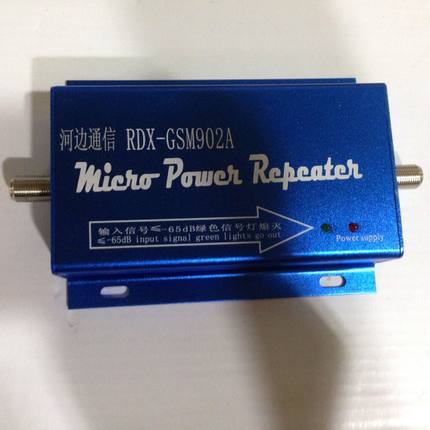 河边通信 RDX-GSM902A
Micro Power Repeater
输入信号≤-65dB绿色信号灯熄灭
≤-65dB input signal green lights go out
Power supply